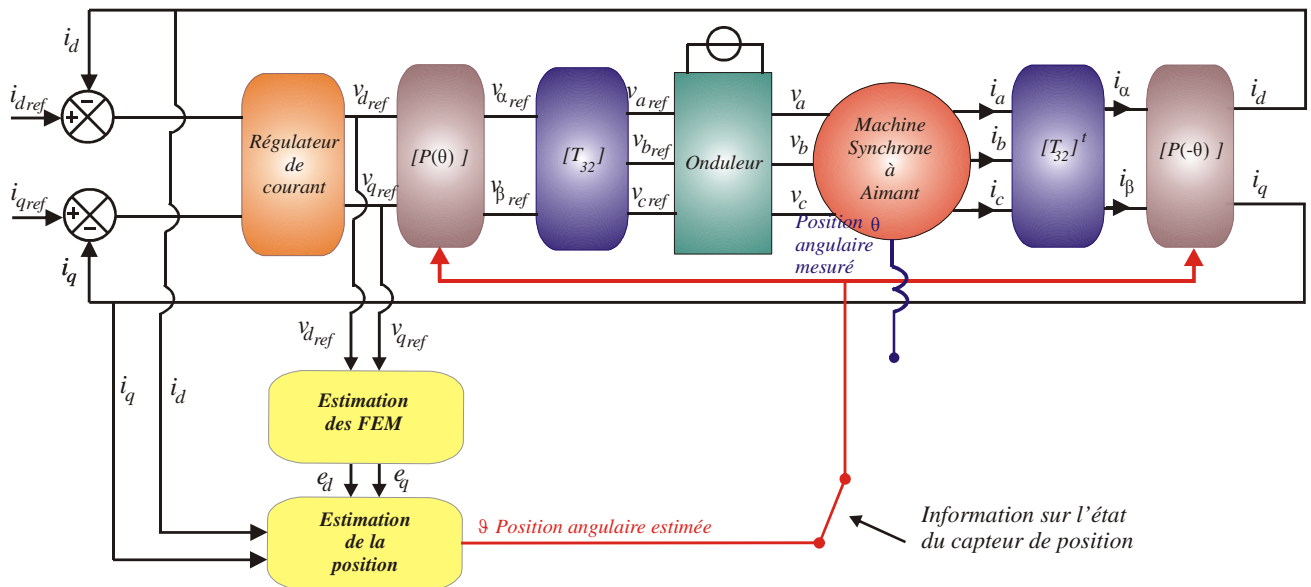 i_d
i_dref
i_qref
i_q
Régulateur
de
courant
v_dref
v_qref
[P(θ) ]
v_αref
v_βref
[T_32]
v_aref
v_bref
v_cref
Onduleur
v_a
v_b
v_c
Machine
Synchrone
à
Aimant
Position θ
angulaire
mesuré
i_a
i_b
i_c
[T_32]^t
i_α
i_β
[P(-θ) ]
i_d
i_q
v_dref
v_qref
i_q
i_d
Estimation
des FEM
e_d
e_q
Estimation
de la
position
ϑ Position angulaire estimée
Information sur l'état
du capteur de position